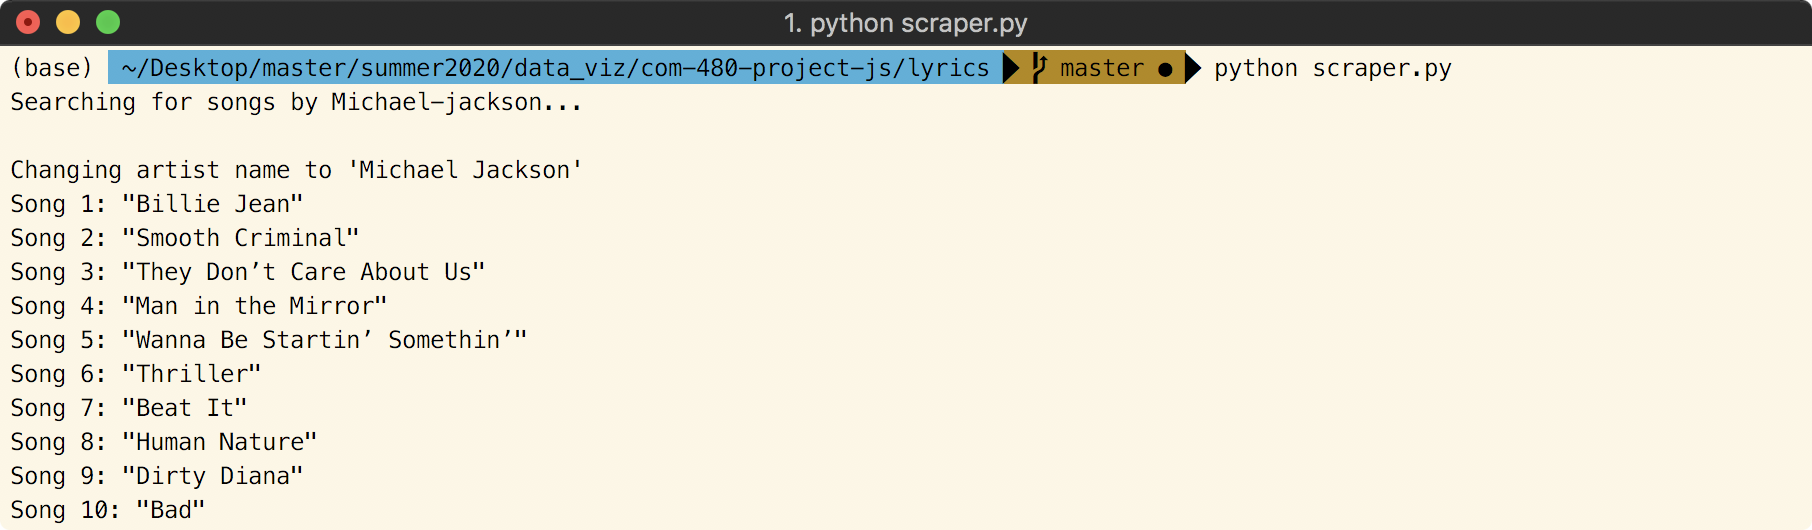 1. python scraper.py
(base) ~/Desktop/master/summer2020/data_viz/com-480-project-js/lyrics master ● python scraper.py
Searching for songs by Michael-jackson...
Changing artist name to 'Michael Jackson'
Song 1: "Billie Jean"
Song 2: "Smooth Criminal"
Song 3: "They Don’t Care About Us"
Song 4: "Man in the Mirror"
Song 5: "Wanna Be Startin’ Somethin’"
Song 6: "Thriller"
Song 7: "Beat It"
Song 8: "Human Nature"
Song 9: "Dirty Diana"
Song 10: "Bad"